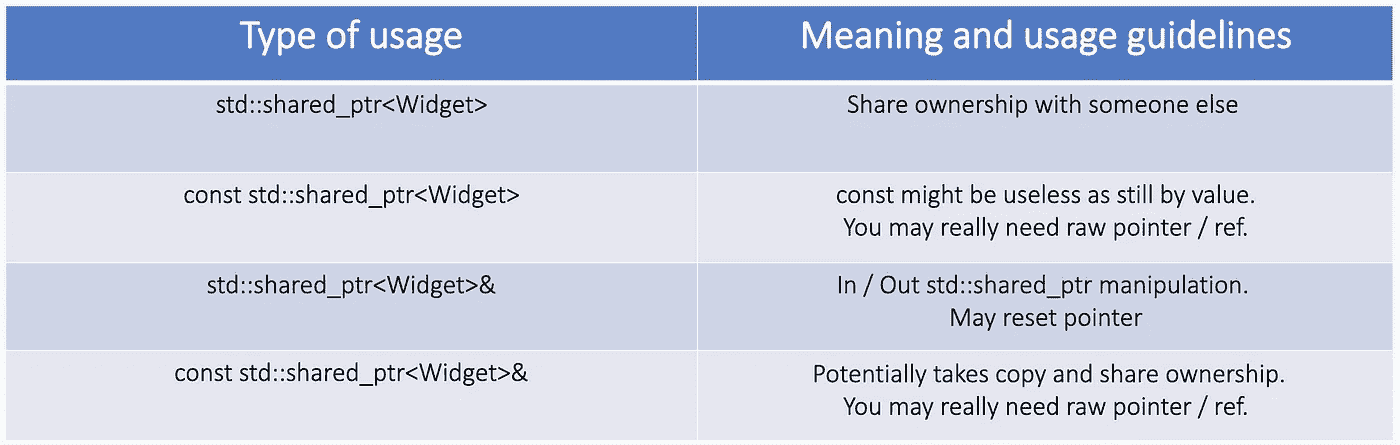 Type of usage
Meaning and usage guidelines
std::shared_ptr<Widget>
Share ownership with someone else
const std::shared_ptr<Widget>
const might be useless as still by value.
You may really need raw pointer / ref.
std::shared_ptr<Widget>&
In / Out std::shared_ptr manipulation.
May reset pointer
const std::shared_ptr<Widget>&
Potentially takes copy and share ownership.
You may really need raw pointer / ref.